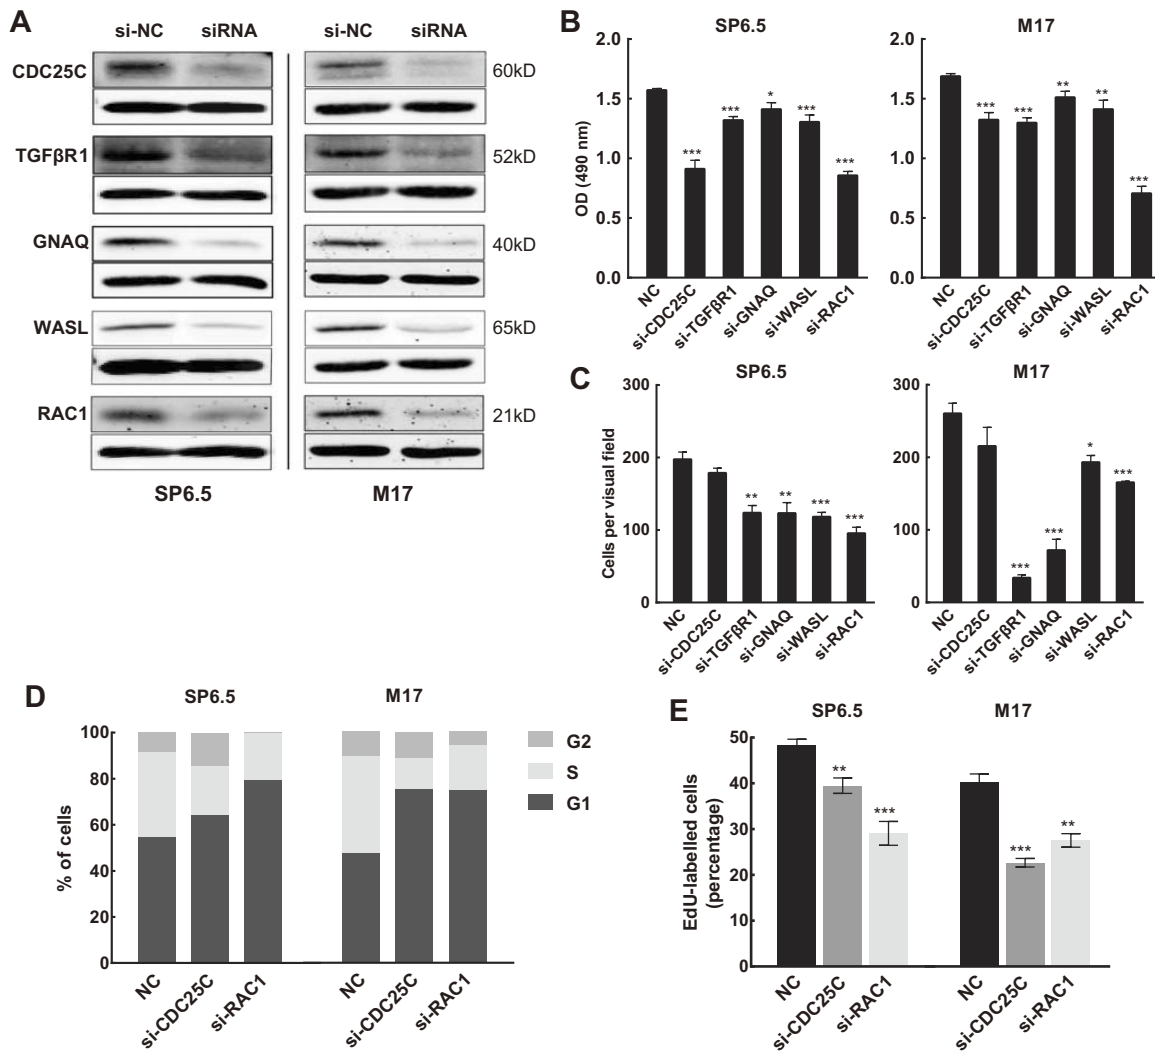 A
si-NC siRNA si-NC siRNA
CDC25C 60kD
TGFβR1 52kD
GNAQ 40kD
WASL 65kD
RAC1 21kD
SP6.5 M17
B
SP6.5 M17
OD (490 nm)
2.0 2.0
1.5 1.5
1.0 1.0
0.5 0.5
0.0 0.0
*** *** * *** ***
*** *** ** ** ***
NC si-CDC25C si-TGFβR1 si-GNAQ si-WASL si-RAC1
NC si-CDC25C si-TGFβR1 si-GNAQ si-WASL si-RAC1
C
SP6.5 M17
Cells per visual field
300 300
200 200
100 100
0 0
** ** *** ***
*** *** * ***
NC si-CDC25C si-TGFβR1 si-GNAQ si-WASL si-RAC1
NC si-CDC25C si-TGFβR1 si-GNAQ si-WASL si-RAC1
D
SP6.5 M17
% of cells
100
80
60
40
20
0
G2
S
G1
NC si-CDC25C si-RAC1 NC si-CDC25C si-RAC1
E
SP6.5 M17
EdU-labelled cells
(percentage)
50
40
30
20
10
0
** *** *** **
NC si-CDC25C si-RAC1 NC si-CDC25C si-RAC1